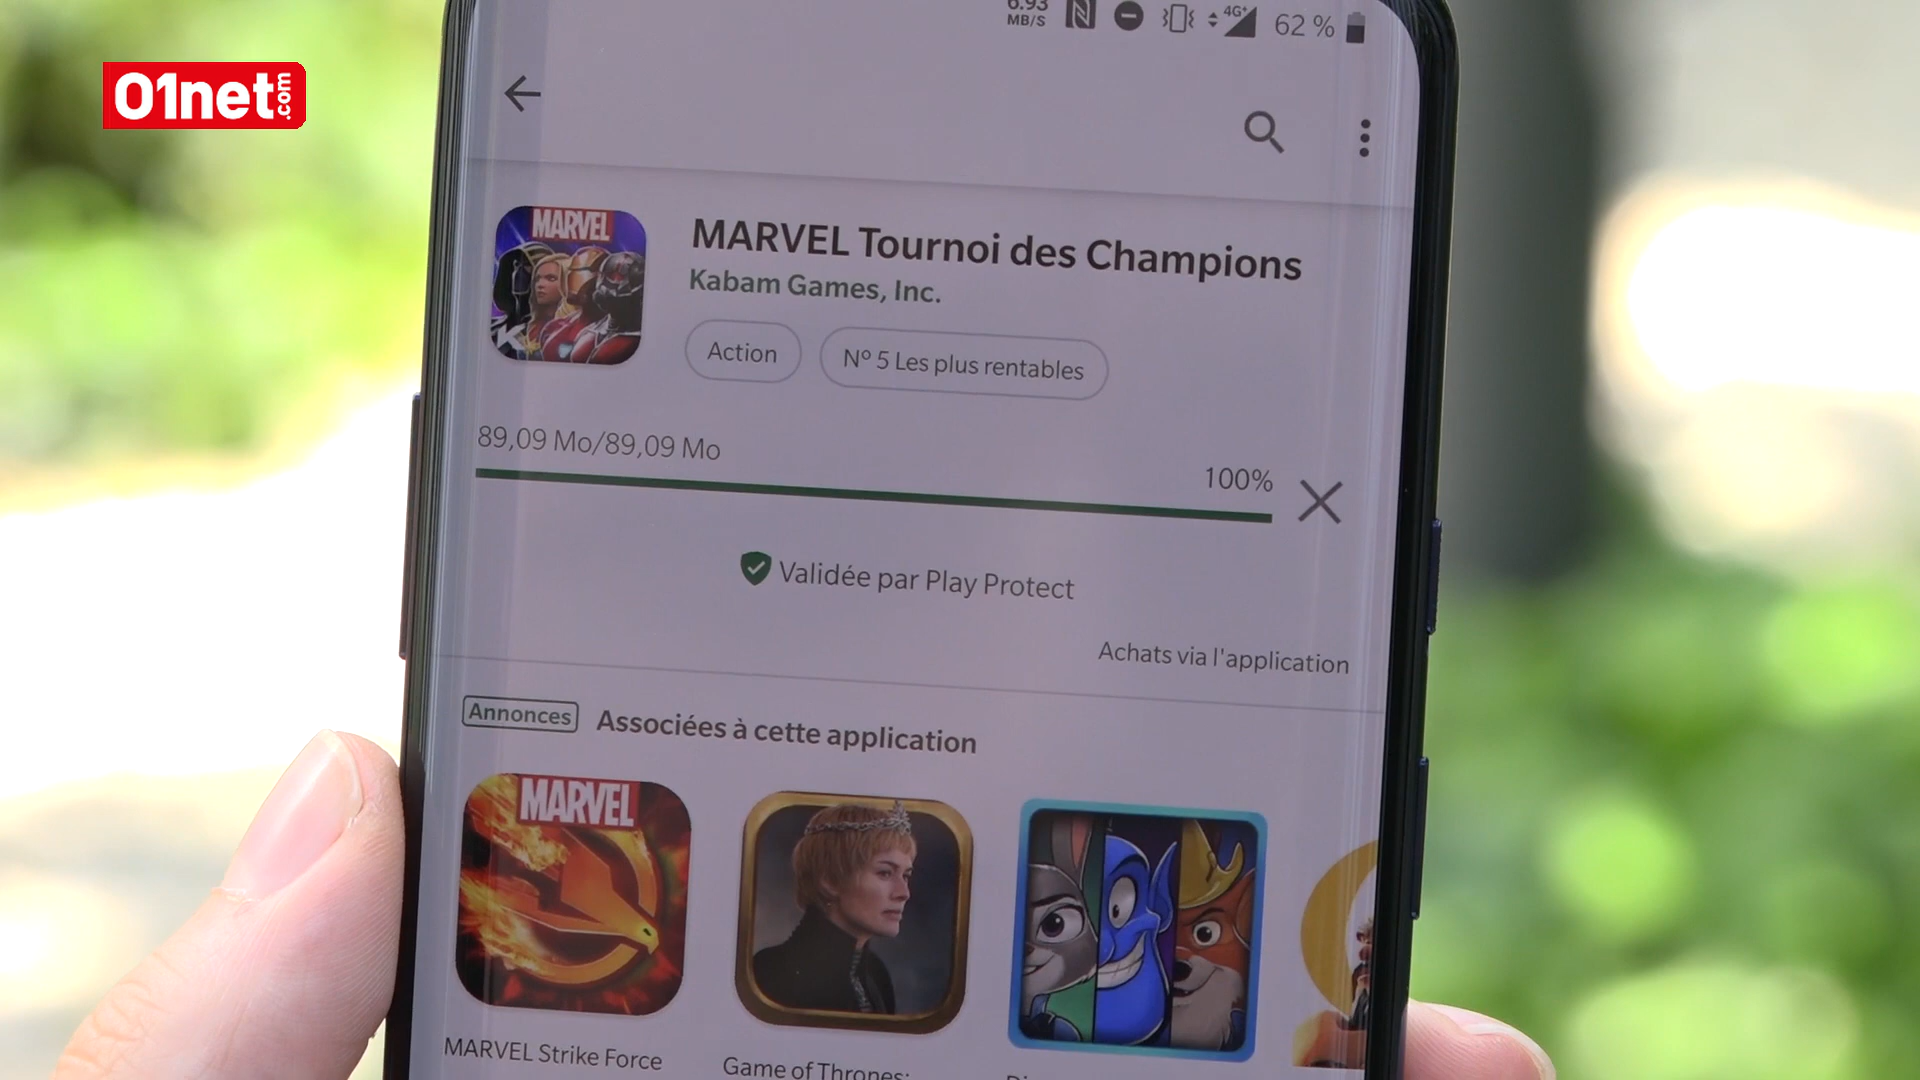 01net.com
6.93
MB/S
4G+
62 %
MARVEL
K
MARVEL Tournoi des Champions
Kabam Games, Inc.
Action
Nº 5 Les plus rentables
89,09 Mo/89,09 Mo
100%
Validée par Play Protect
Achats via l'application
Annonces
Associées à cette application
MARVEL
MARVEL Strike Force
Game of Thrones: